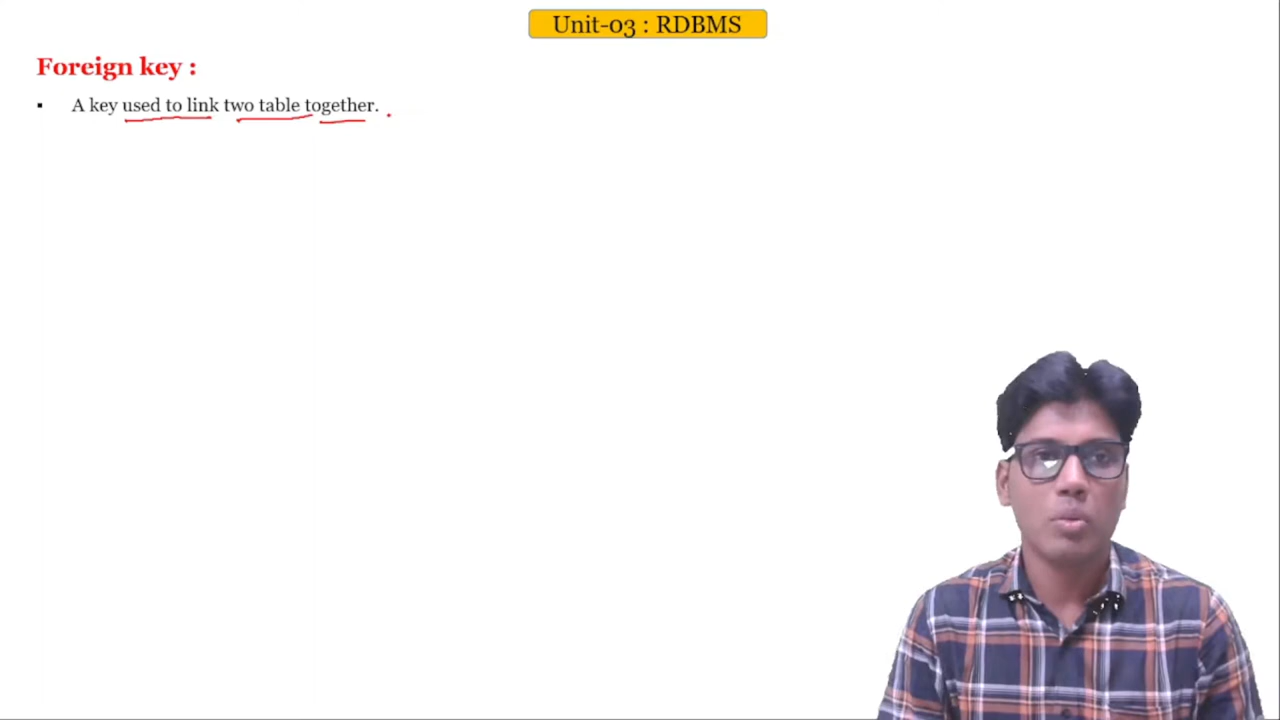 Unit-03 : RDBMS
Foreign key :
▪ A key used to link two table together.